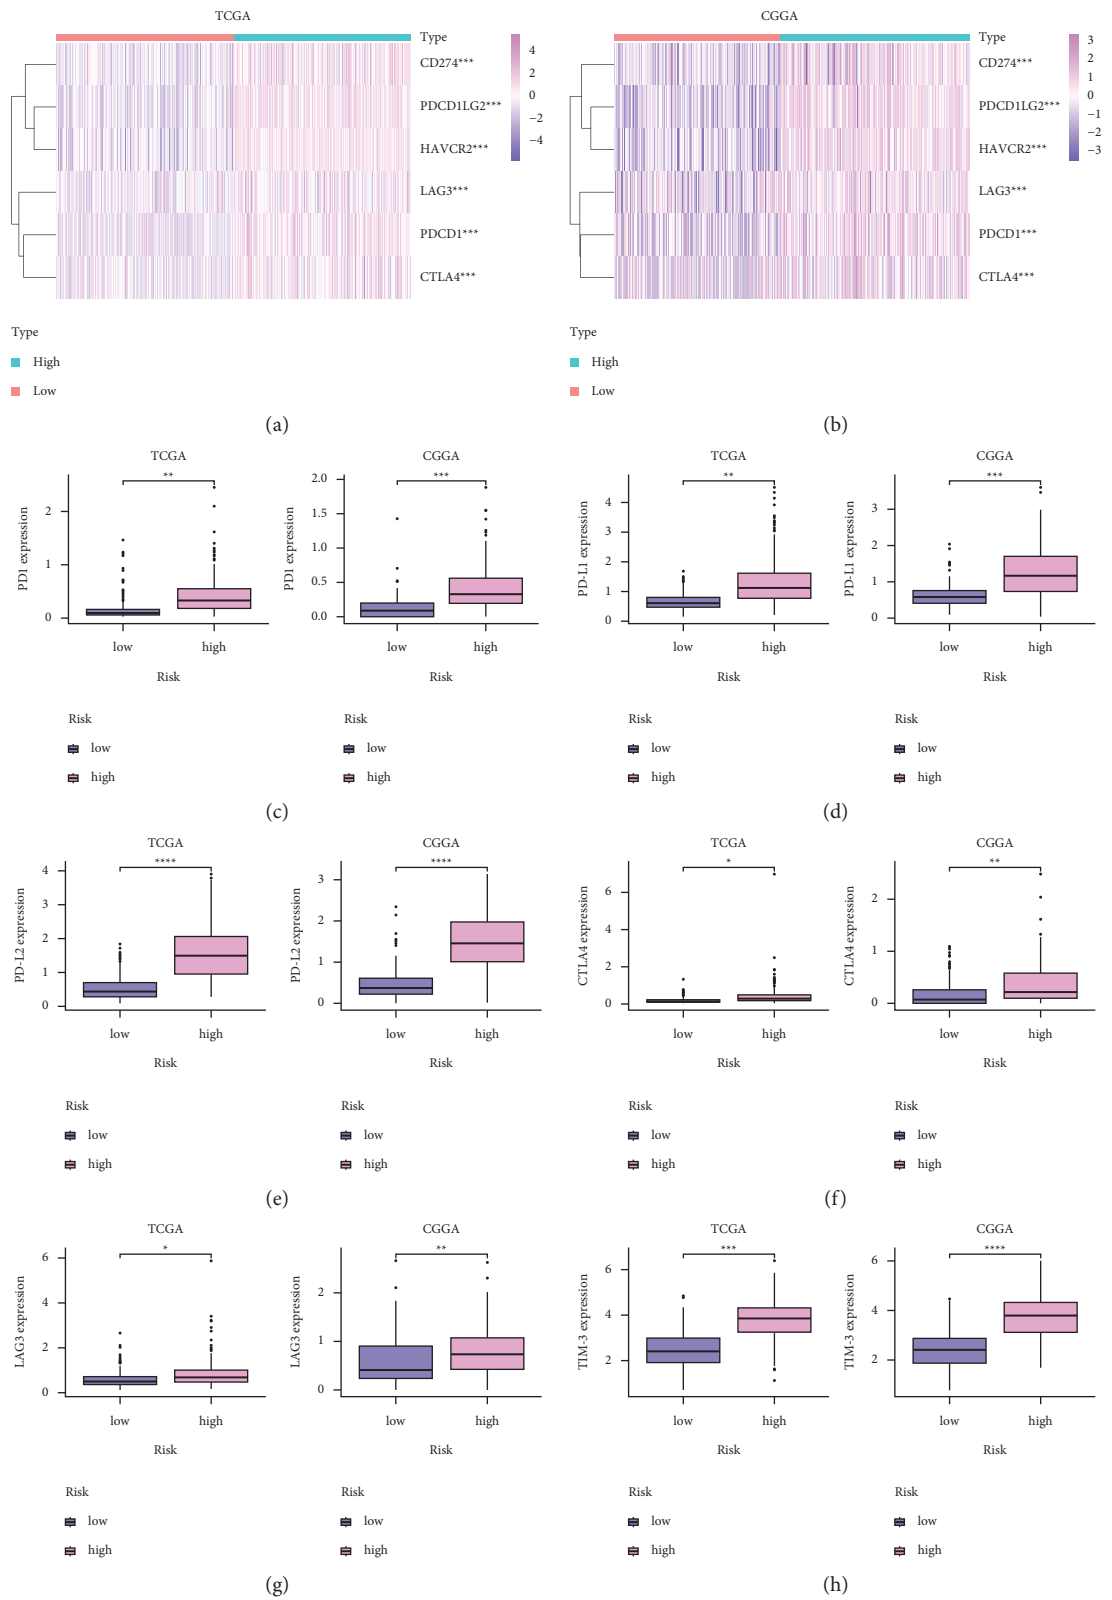 TCGA
Type
CD274***
PDCD1LG2***
HAVCR2***
LAG3***
PDCD1***
CTLA4***
4
2
0
−2
−4
Type
High
Low
(a)
CGGA
Type
CD274***
PDCD1LG2***
HAVCR2***
LAG3***
PDCD1***
CTLA4***
3
2
1
0
−1
−2
−3
Type
High
Low
(b)
TCGA
**
PD1 expression
2
1
0
low high
Risk
Risk
low
high
CGGA
***
PD1 expression
2.0
1.5
1.0
0.5
0.0
low high
Risk
Risk
low
high
(c)
TCGA
**
PD-L1 expression
4
3
2
1
0
low high
Risk
Risk
low
high
CGGA
***
PD-L1 expression
3
2
1
0
low high
Risk
Risk
low
high
(d)
TCGA
****
PD-L2 expression
4
3
2
1
0
low high
Risk
Risk
low
high
CGGA
****
PD-L2 expression
3
2
1
0
low high
Risk
Risk
low
high
(e)
TCGA
*
CTLA4 expression
6
4
2
0
low high
Risk
Risk
low
high
CGGA
**
CTLA4 expression
2
1
0
low high
Risk
Risk
low
high
(f)
TCGA
*
LAG3 expression
6
4
2
0
low high
Risk
Risk
low
high
CGGA
**
LAG3 expression
2
1
0
low high
Risk
Risk
low
high
(g)
TCGA
***
TIM-3 expression
6
4
2
low high
Risk
Risk
low
high
CGGA
****
TIM-3 expression
6
4
2
low high
Risk
Risk
low
high
(h)